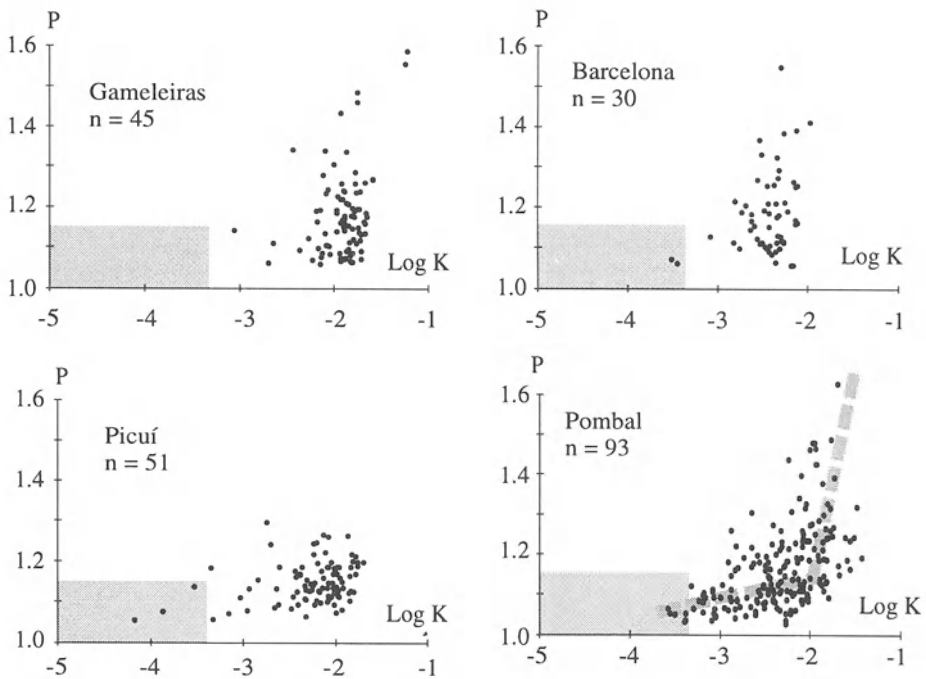 P
1.6
1.4
1.2
1.0
Gameleiras
n = 45
Log K
-5 -4 -3 -2 -1
P
1.6
1.4
1.2
1.0
Barcelona
n = 30
Log K
-5 -4 -3 -2 -1
P
1.6
1.4
1.2
1.0
Picuí
n = 51
Log K
-5 -4 -3 -2 -1
P
1.6
1.4
1.2
1.0
Pombal
n = 93
Log K
-5 -4 -3 -2 -1